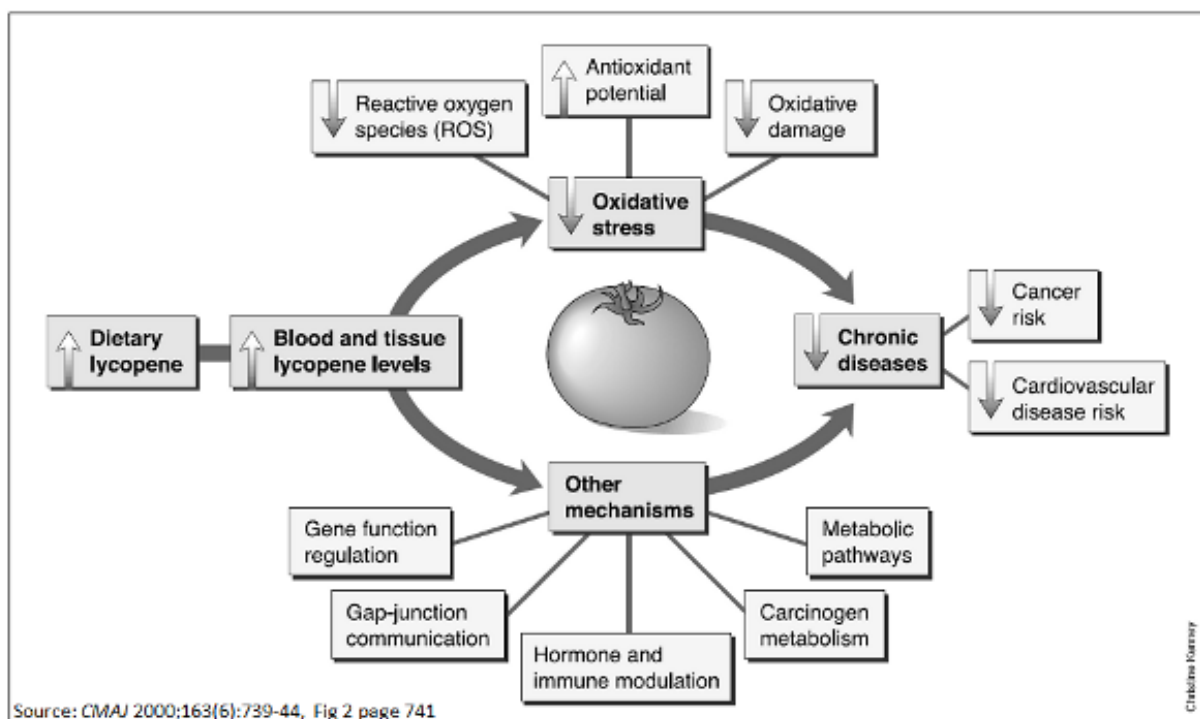 Antioxidant
potential
Reactive oxygen
species (ROS)
Oxidative
damage
Oxidative
stress
Dietary
lycopene
Blood and tissue
lycopene levels
Chronic
diseases
Cancer
risk
Cardiovascular
disease risk
Other
mechanisms
Gene function
regulation
Metabolic
pathways
Gap-junction
communication
Carcinogen
metabolism
Hormone and
immune modulation
Source: CMAJ 2000;163(6):739-44, Fig 2 page 741
Christine Kenney